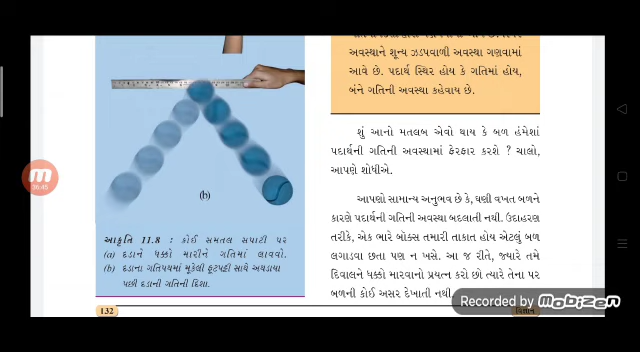 અવસ્થાને શૂન્ય ઝડપવાળી અવસ્થા ગણવામાં
આવે છે. પદાર્થ સ્થિર હોય કે ગતિમાં હોય,
બંને ગતિની અવસ્થા કહેવાય છે.
શું આનો મતલબ એવો થાય કે બળ હંમેશાં
પદાર્થની ગતિની અવસ્થામાં ફેરફાર કરશે ? ચાલો,
આપણે શોધીએ.
આપણો સામાન્ય અનુભવ છે કે, ઘણી વખત બળને
કારણે પદાર્થની ગતિની અવસ્થા બદલાતી નથી. ઉદાહરણ
તરીકે, એક ભારે બોક્સ તમારી તાકાત હોય એટલું બળ
લગાડવા છતા પણ ન ખસે. આ જ રીતે, જ્યારે તમે
દિવાલને ધક્કો મારવાનો પ્રયત્ન કરો છો ત્યારે તેના પર
બળની કોઈ અસર દેખાતી નથી.
(b)
આકૃતિ 11.8 : કોઈ સમતલ સપાટી પર
(a) દડાને ધક્કો મારીને ગતિમાં લાવવો.
(b) દડાના ગતિપથમાં મૂકેલી ફૂટપટ્ટી સાથે અથડાયા
પછી દડાની ગતિની દિશા.
132
વિજ્ઞાન
36:45
Recorded by Mobizen